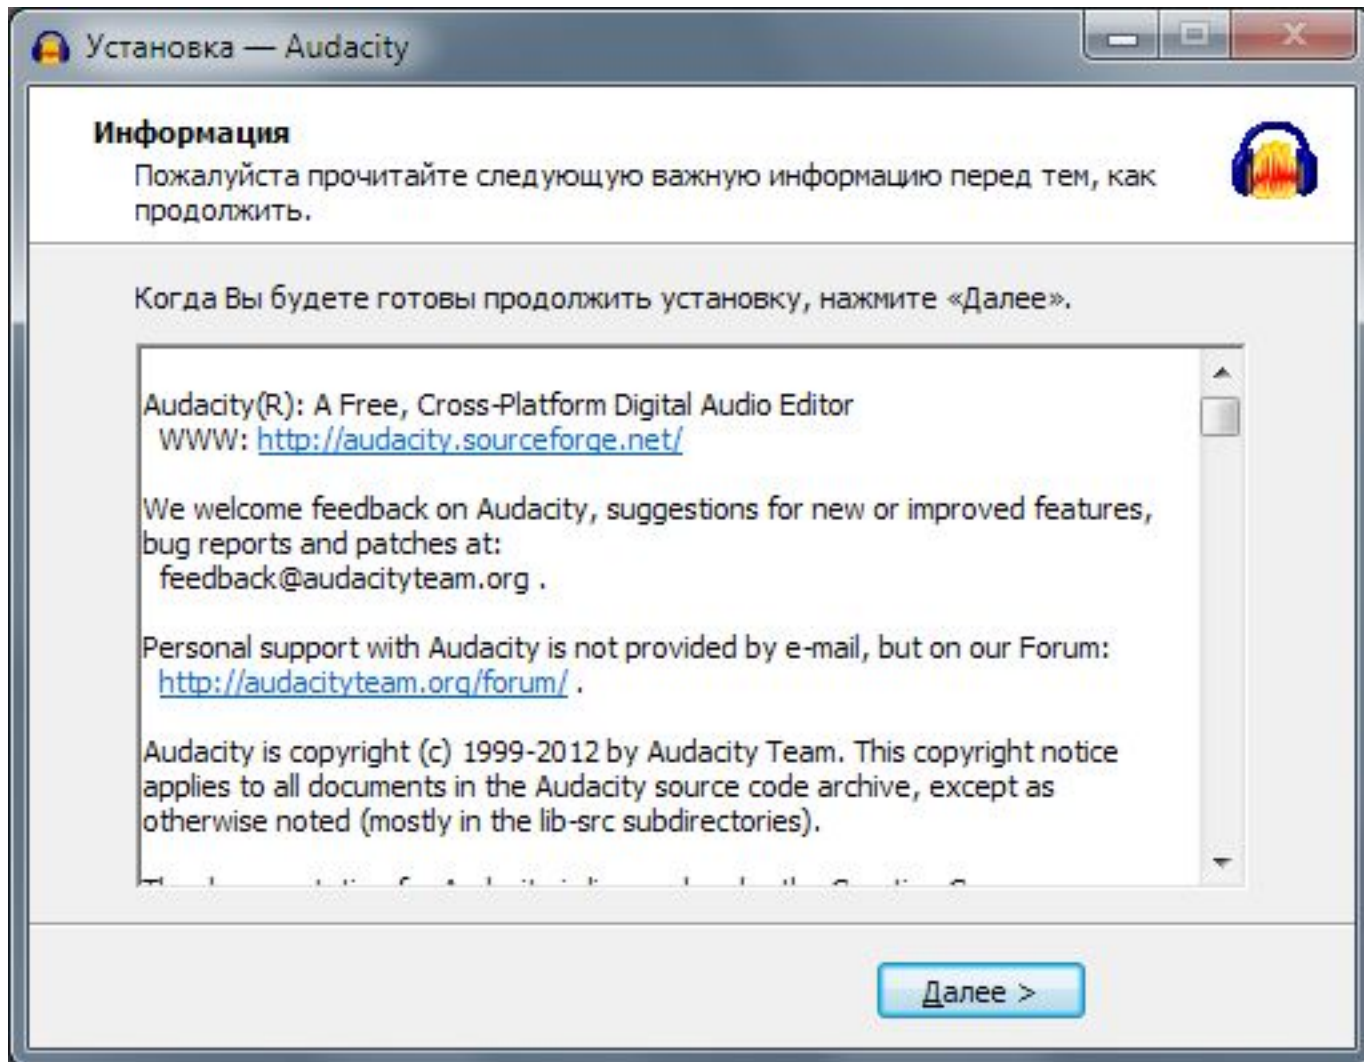 Установка — Audacity
Информация
Пожалуйста прочитайте следующую важную информацию перед тем, как
продолжить.
Когда Вы будете готовы продолжить установку, нажмите «Далее».
Audacity(R): A Free, Cross-Platform Digital Audio Editor
WWW: http://audacity.sourceforge.net/
We welcome feedback on Audacity, suggestions for new or improved features,
bug reports and patches at:
feedback@audacityteam.org .
Personal support with Audacity is not provided by e-mail, but on our Forum:
http://audacityteam.org/forum/ .
Audacity is copyright (c) 1999-2012 by Audacity Team. This copyright notice
applies to all documents in the Audacity source code archive, except as
otherwise noted (mostly in the lib-src subdirectories).
Далее >